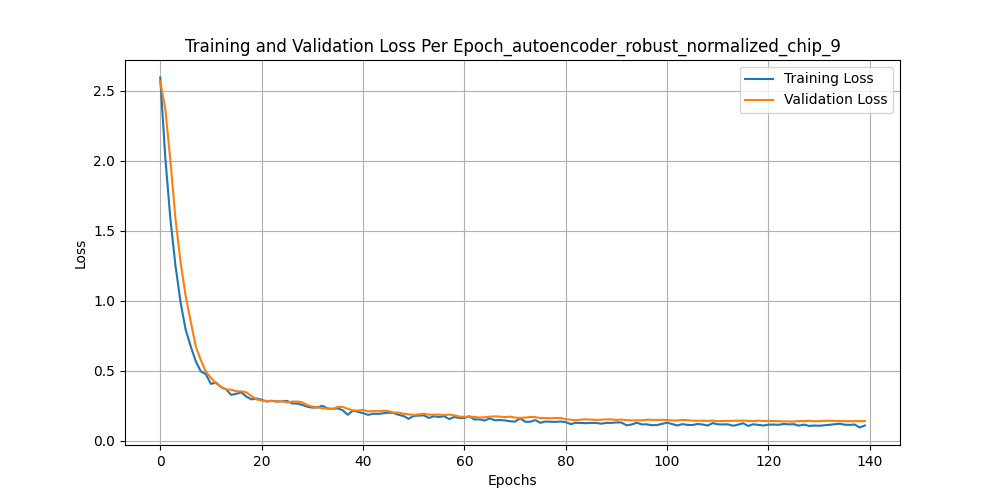 Training and Validation Loss Per Epoch_autoencoder_robust_normalized_chip_9
Training Loss
Validation Loss
2.5
2.0
1.5
1.0
0.5
0.0
Loss
0 20 40 60 80 100 120 140
Epochs